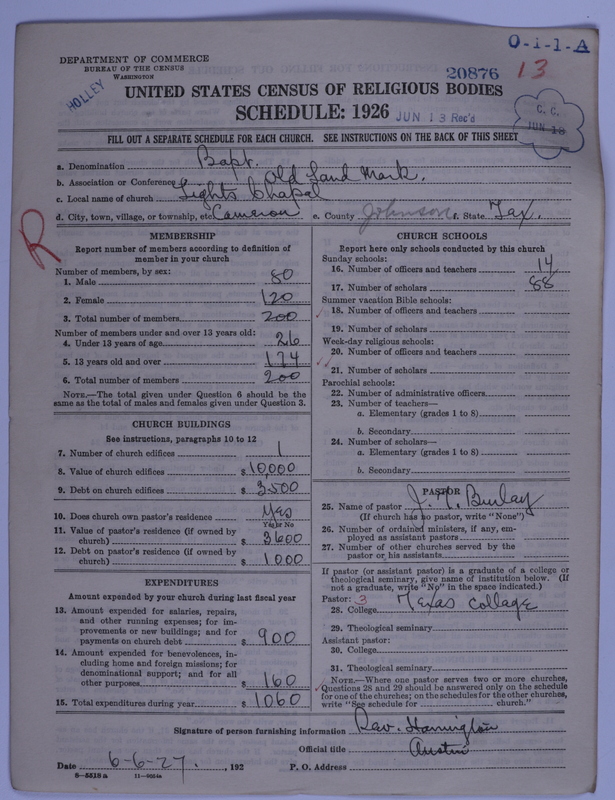 O-i-1-A
DEPARTMENT OF COMMERCE
BUREAU OF THE CENSUS
WASHINGTON
20876
13
HOLLEY
UNITED STATES CENSUS OF RELIGIOUS BODIES
SCHEDULE: 1926
JUN 13 Rec'd
C. C.
JUN 18
FILL OUT A SEPARATE SCHEDULE FOR EACH CHURCH. SEE INSTRUCTIONS ON THE BACK OF THIS SHEET
a. Denomination Bapt.
b. Association or Conference Old Land Mark.
c. Local name of church Lights Chapel
d. City, town, village, or township, etc. Cameron e. County Johnson f. State Tax.
R
MEMBERSHIP
Report number of members according to definition of
member in your church
Number of members, by sex:
1. Male 80
2. Female 120
3. Total number of members 200
Number of members under and over 13 years old:
4. Under 13 years of age 26
5. 13 years old and over 174
6. Total number of members 200
NOTE.—The total given under Question 6 should be the
same as the total of males and females given under Question 3.
CHURCH BUILDINGS
See instructions, paragraphs 10 to 12
7. Number of church edifices 1
8. Value of church edifices $ 10,000
9. Debt on church edifices $ 3500
10. Does church own pastor's residence Yes
Yes or No
11. Value of pastor's residence (if owned by
church) $ 3600
12. Debt on pastor's residence (if owned by
church) $ 1000
EXPENDITURES
Amount expended by your church during last fiscal year
13. Amount expended for salaries, repairs,
and other running expenses; for im-
provements or new buildings; and for
payments on church debt $ 900
14. Amount expended for benevolences, in-
cluding home and foreign missions; for
denominational support; and for all
other purposes $ 160
15. Total expenditures during year $ 1060
CHURCH SCHOOLS
Report here only schools conducted by this church
Sunday schools:
16. Number of officers and teachers 14
17. Number of scholars 88
Summer vacation Bible schools:
18. Number of officers and teachers
19. Number of scholars
Week-day religious schools:
20. Number of officers and teachers
21. Number of scholars
Parochial schools:
22. Number of administrative officers
23. Number of teachers—
a. Elementary (grades 1 to 8)
b. Secondary
24. Number of scholars—
a. Elementary (grades 1 to 8)
b. Secondary
PASTOR
25. Name of pastor J. N. Burlay
(If church has no pastor, write "None")
26. Number of ordained ministers, if any, em-
ployed as assistant pastors
27. Number of other churches served by the
pastor or his assistants
If pastor (or assistant pastor) is a graduate of a college or
theological seminary, give name of institution below. (If
not a graduate, write "No" in the space indicated.)
Pastor: 3
28. College Texas college
29. Theological seminary
Assistant pastor:
30. College
31. Theological seminary
NOTE.—Where one pastor serves two or more churches,
Questions 28 and 29 should be answered only on the schedule
for one of the churches; on the schedules for the other churches,
write "See schedule for church."
Signature of person furnishing information Rev. Harrington
Official title Austin
Date 6-6-27., 192 P. O. Address
8-5518 a